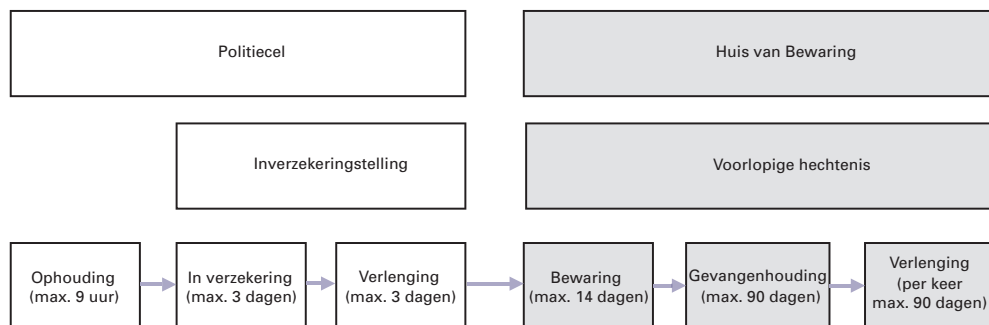 Politiecel
Huis van Bewaring
Inverzekeringstelling
Voorlopige hechtenis
Ophouding
(max. 9 uur)
In verzekering
(max. 3 dagen)
Verlenging
(max. 3 dagen)
Bewaring
(max. 14 dagen)
Gevangenhouding
(max. 90 dagen)
Verlenging
(per keer
max. 90 dagen)